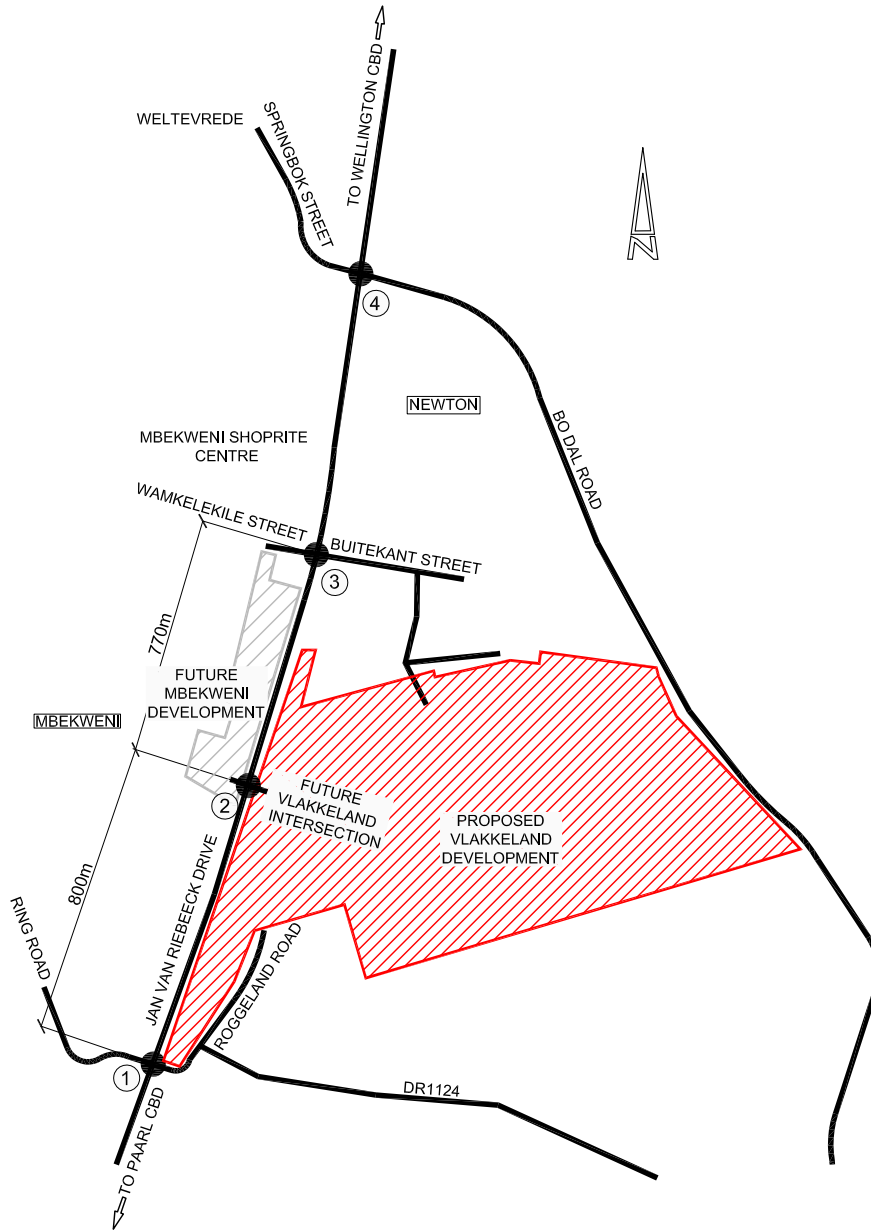 TO WELLINGTON CBD
WELTEVREDE
SPRINGBOK STREET
N
4
NEWTON
BO DAL ROAD
MBEKWENI SHOPRITE
CENTRE
WAMKELEKILE STREET
BUITEKANT STREET
3
770m
FUTURE
MBEKWENI
DEVELOPMENT
MBEKWENI
2
FUTURE
VLAKKELAND
INTERSECTION
PROPOSED
VLAKKELAND
DEVELOPMENT
800m
JAN VAN RIEBEECK DRIVE
RING ROAD
ROGGELAND ROAD
1
DR1124
TO PAARL CBD